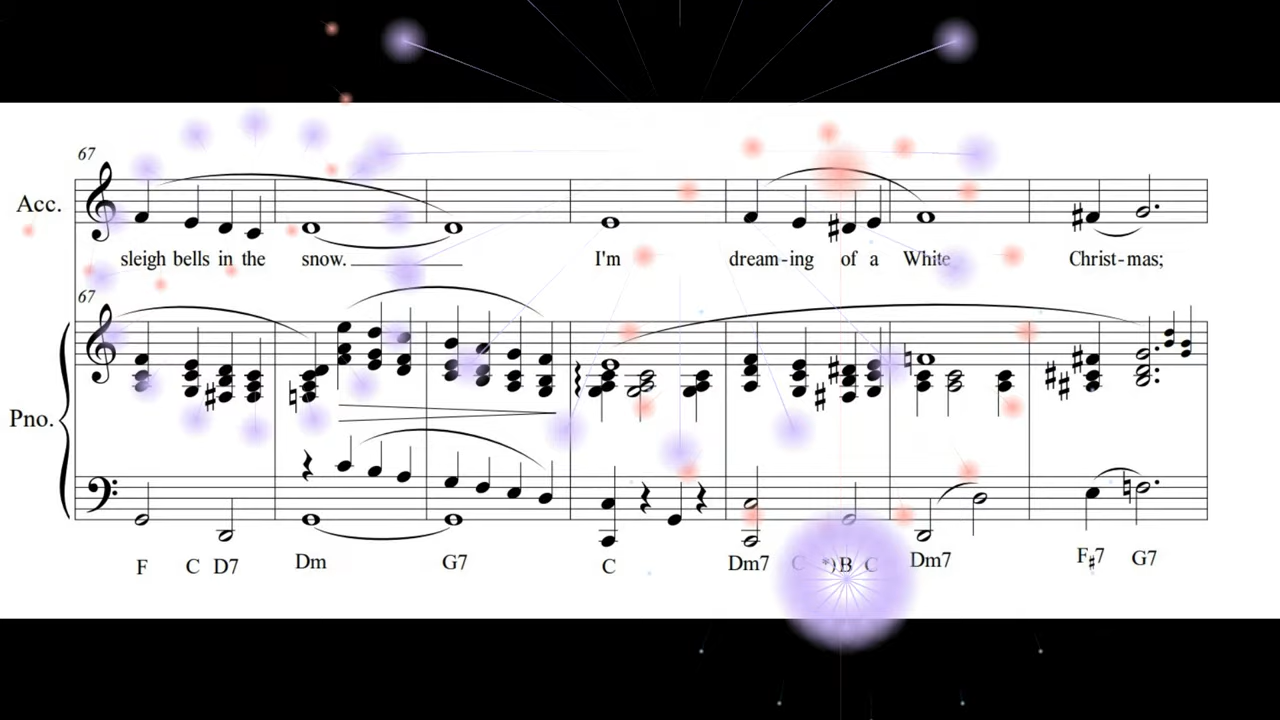 67
Acc.
sleigh bells in the snow. I'm dream-ing of a White Christ-mas;
67
Pno.
F C D7 Dm G7 C Dm7 C *)B C Dm7 F#7 G7